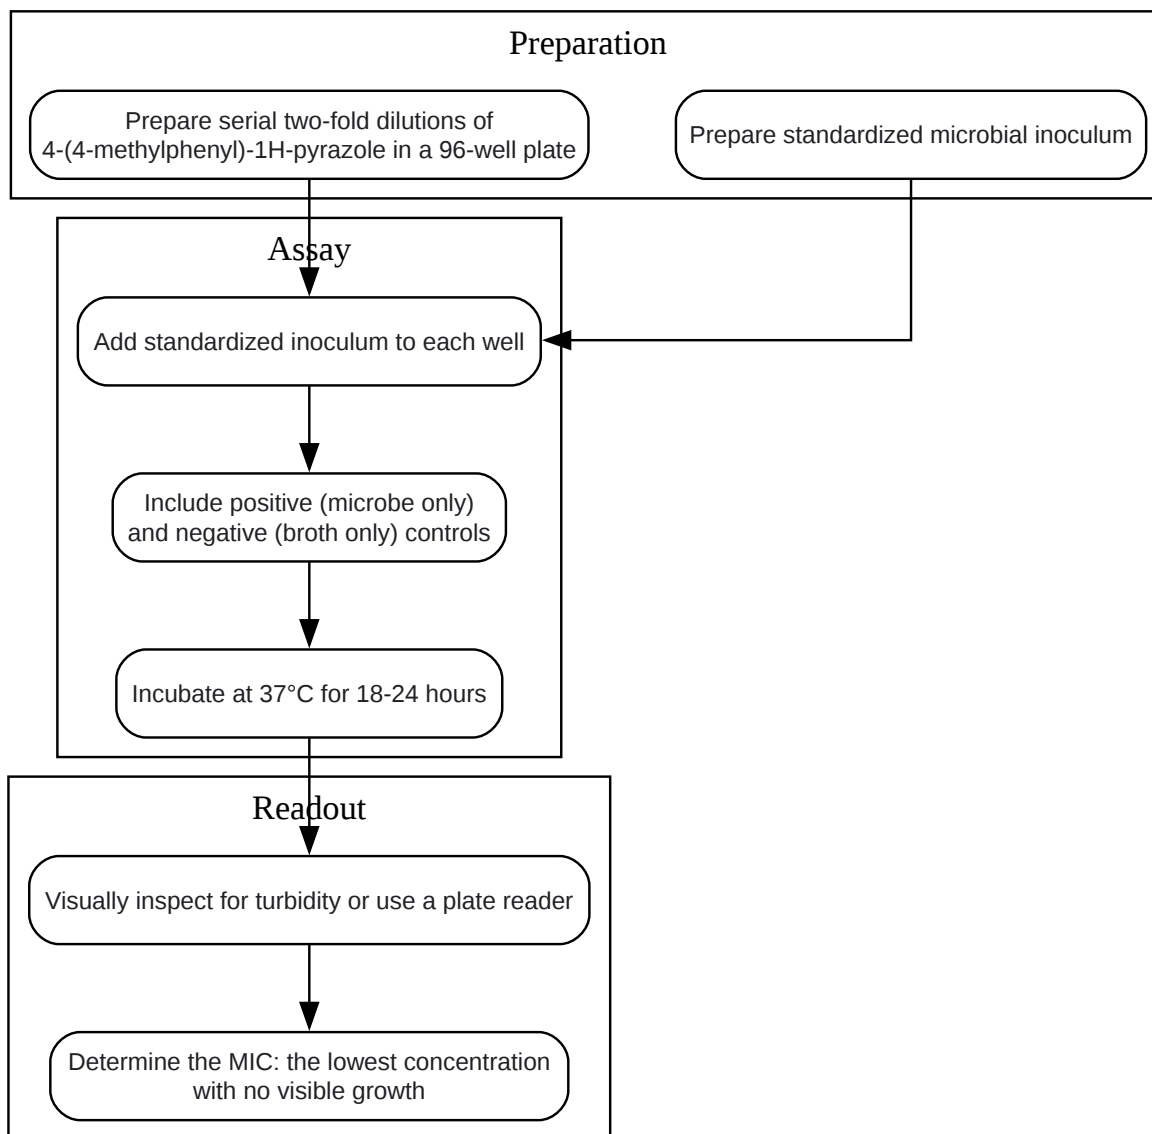 Preparation
Prepare serial two-fold dilutions of
4-(4-methylphenyl)-1H-pyrazole in a 96-well plate
Prepare standardized microbial inoculum
Assay
Add standardized inoculum to each well
Include positive (microbe only)
and negative (broth only) controls
Incubate at 37°C for 18-24 hours
Readout
Visually inspect for turbidity or use a plate reader
Determine the MIC: the lowest concentration
with no visible growth